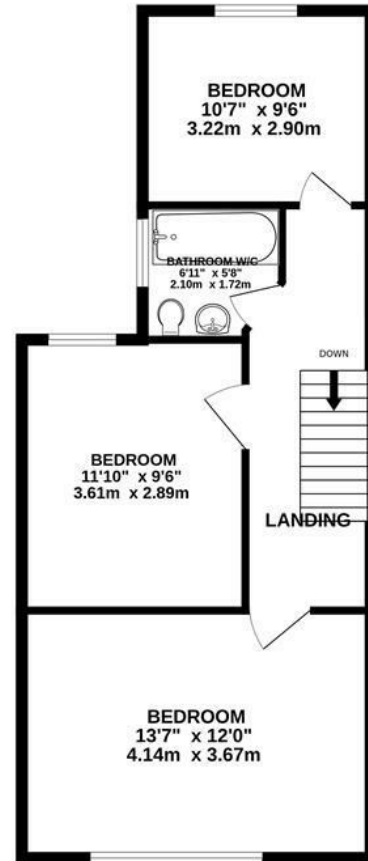 BEDROOM
10'7" x 9'6"
3.22m x 2.90m
BATHROOM W/C
6'11" x 5'8"
2.10m x 1.72m
DOWN
BEDROOM
11'10" x 9'6"
3.61m x 2.89m
LANDING
BEDROOM
13'7" x 12'0"
4.14m x 3.67m